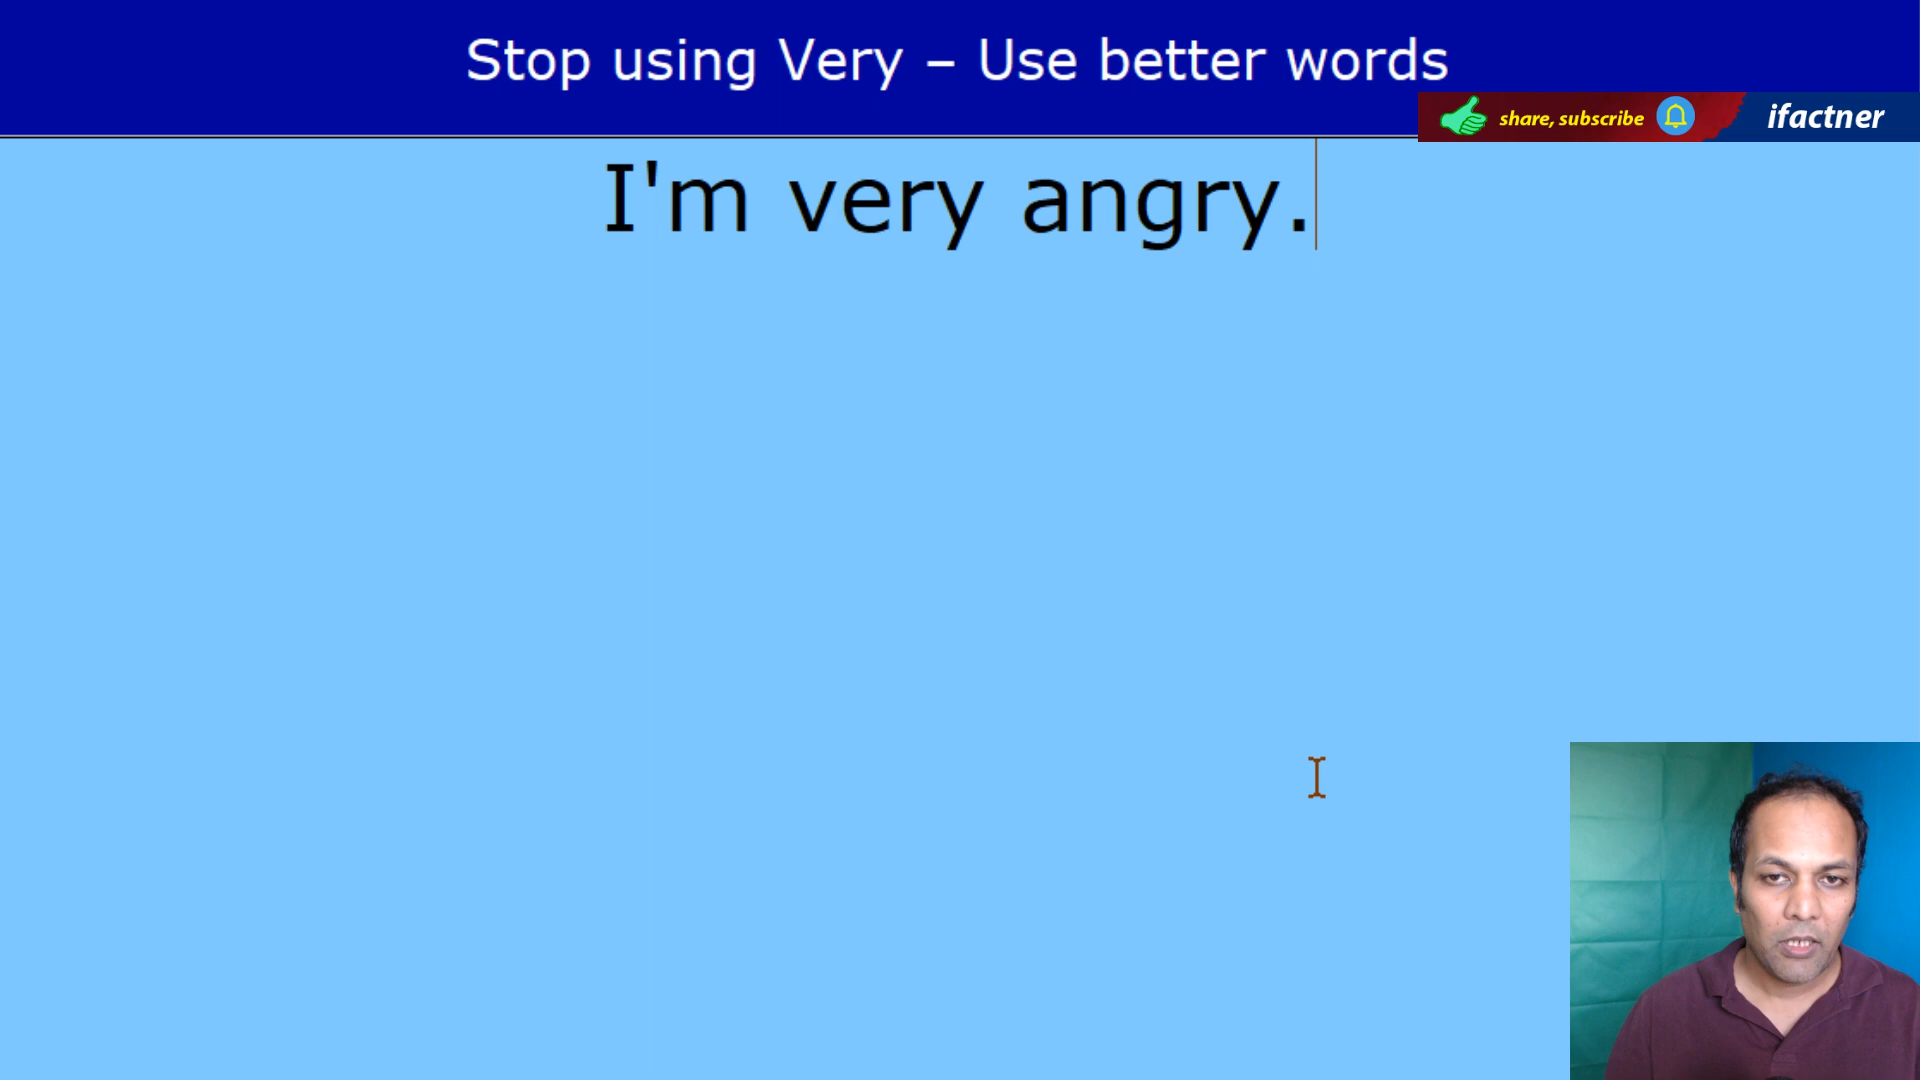 Stop using Very – Use better words
share, subscribe
ifactner
I'm very angry.